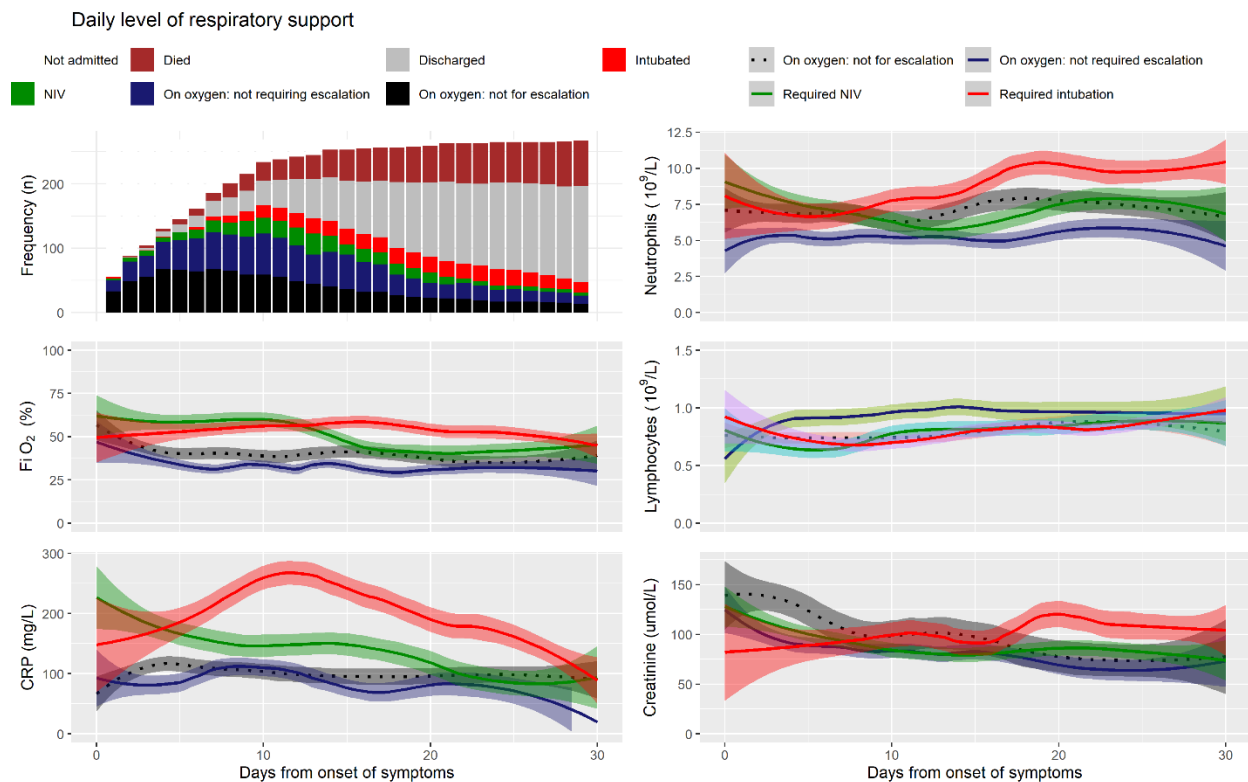 Daily level of respiratory support
Not admitted Died Discharged Intubated On oxygen: not for escalation On oxygen: not required escalation
NIV On oxygen: not requiring escalation On oxygen: not for escalation Required NIV Required intubation
Frequency (n)
200
100
0
Neutrophils (10⁹/L)
12.5
10.0
7.5
5.0
2.5
0.0
Fi O₂ (%)
100
75
50
25
0
Lymphocytes (10⁹/L)
1.5
1.0
0.5
0.0
CRP (mg/L)
300
200
100
0
0 10 20 30
Days from onset of symptoms
Creatinine (umol/L)
150
100
50
0
0 10 20 30
Days from onset of symptoms